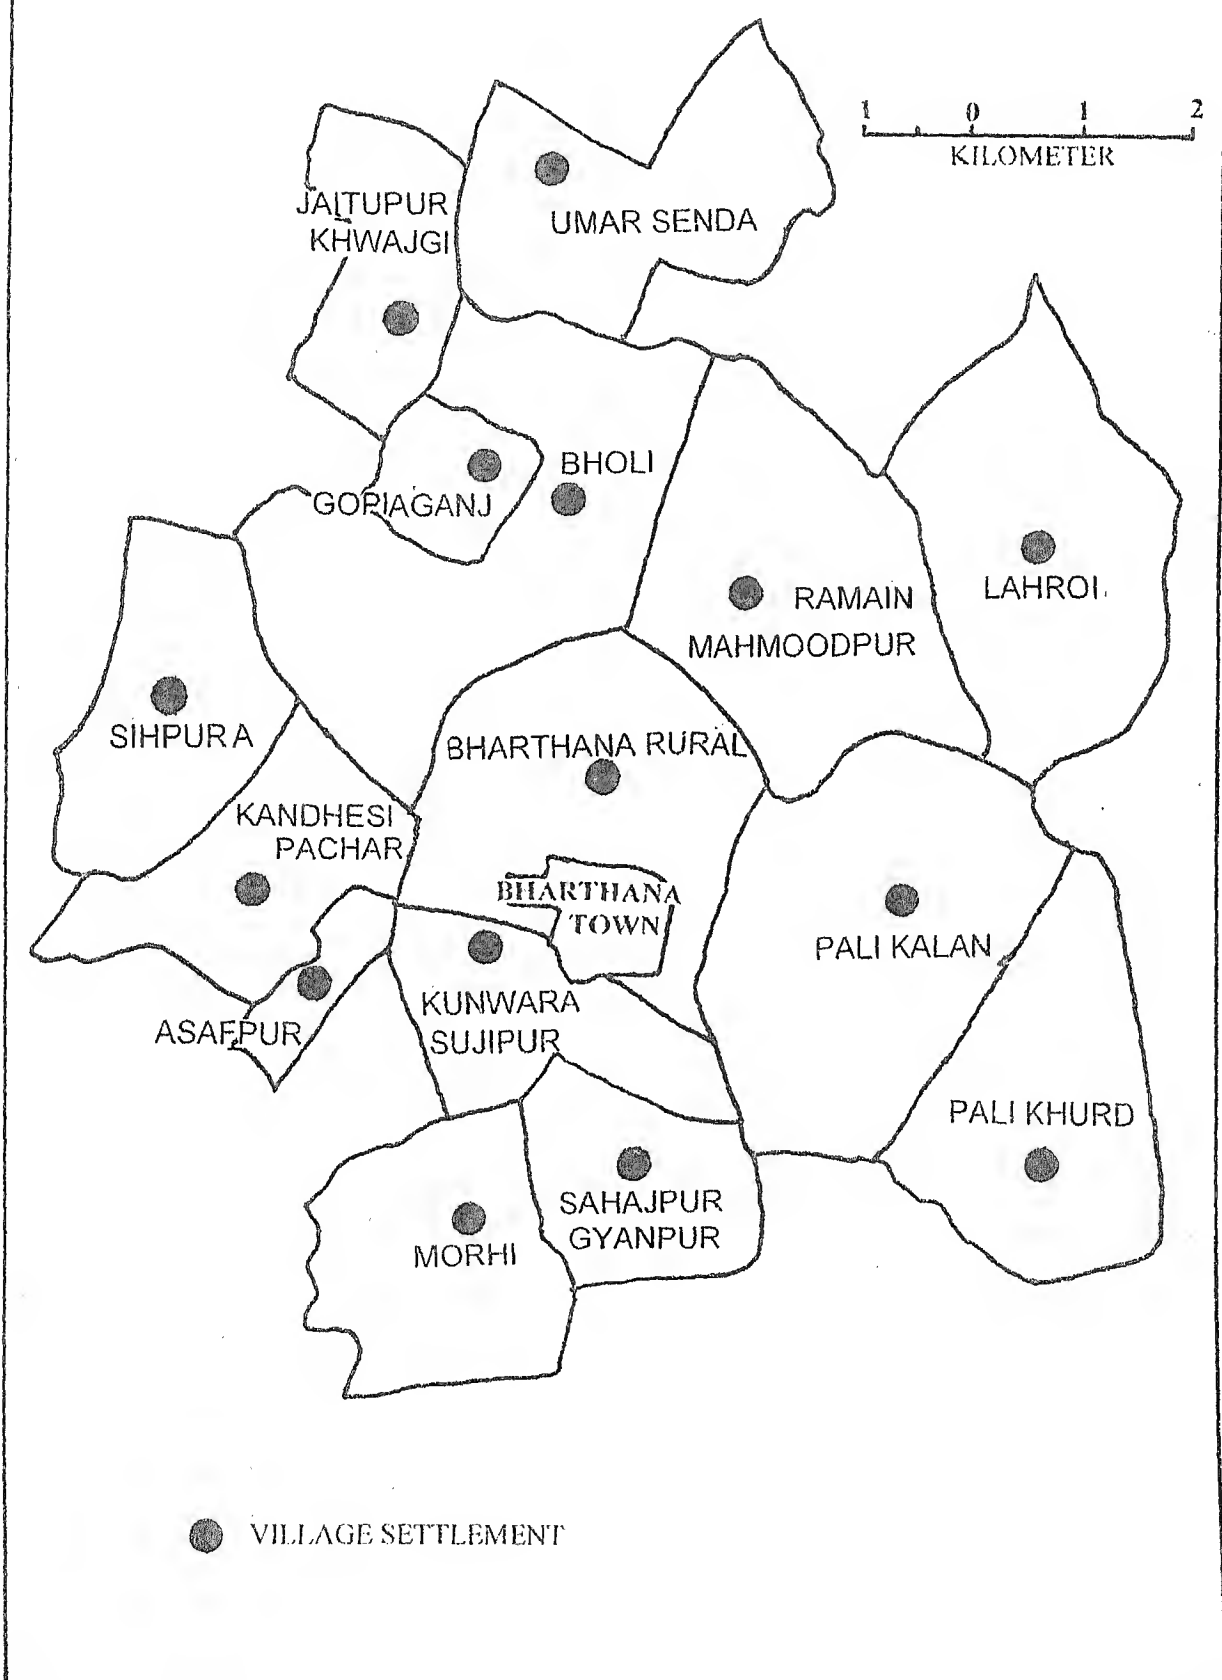 1 0 1 2
KILOMETER
JAITUPUR
KHWAJGI
UMAR SENDA
BHOLI
GOPIAGANJ
LAHROI
RAMAIN
MAHMOODPUR
SIHPURA
BHARTHANA RURAL
KANDHESI
PACHAR
BHARTHANA
TOWN
PALI KALAN
KUNWARA
SUJIPUR
ASAFPUR
PALI KHURD
SAHAJPUR
GYANPUR
MORHI
VILLAGE SETTLEMENT